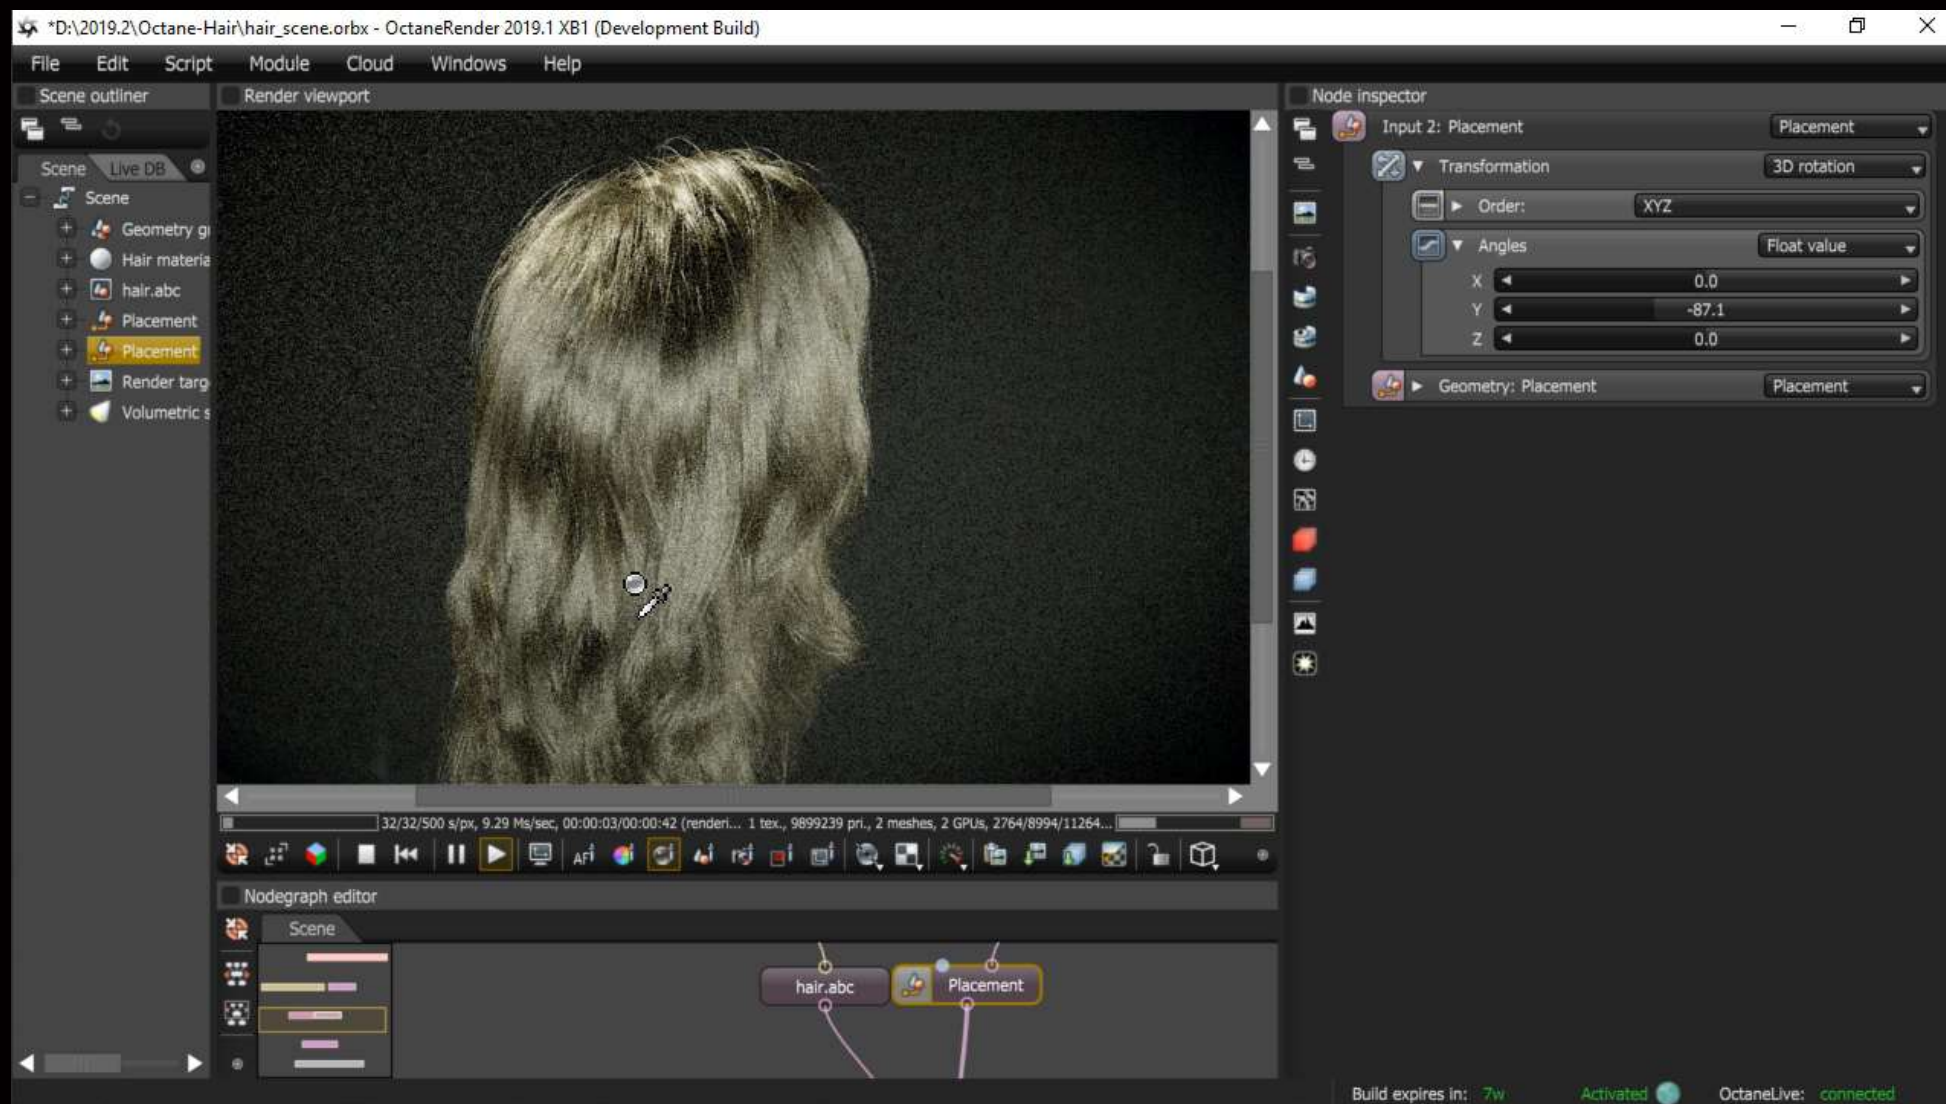 *D:\2019.2\Octane-Hair\hair_scene.orbx - OctaneRender 2019.1 XB1 (Development Build)
File Edit Script Module Cloud Windows Help
Scene outliner
Scene Live DB
Scene
Geometry gr
Hair materia
hair.abc
Placement
Placement
Render targ
Volumetric s
Render viewport
32/32/500 s/px, 9.29 Ms/sec, 00:00:03/00:00:42 (renderi... 1 tex., 9899239 pri., 2 meshes, 2 GPUs, 2764/8994/11264...
AF
Nodegraph editor
Scene
hair.abc Placement
Node inspector
Input 2: Placement Placement
Transformation 3D rotation
Order: XYZ
Angles Float value
X 0.0
Y -87.1
Z 0.0
Geometry: Placement Placement
Build expires in: 7w Activated OctaneLive: connected